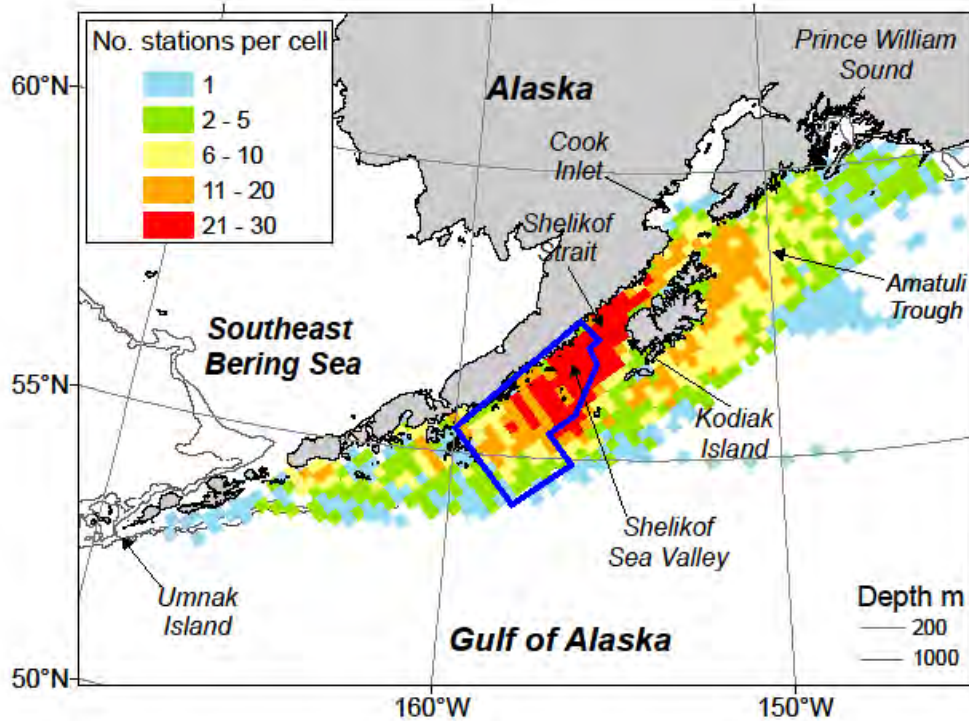 No. stations per cell
1
2 - 5
6 - 10
11 - 20
21 - 30
Prince William
Sound
60°N
Alaska
Cook
Inlet
Shelikof
Strait
Amatuli
Trough
Southeast
Bering Sea
55°N
Kodiak
Island
Shelikof
Sea Valley
Umnak
Island
Depth m
200
1000
Gulf of Alaska
50°N
160°W
150°W